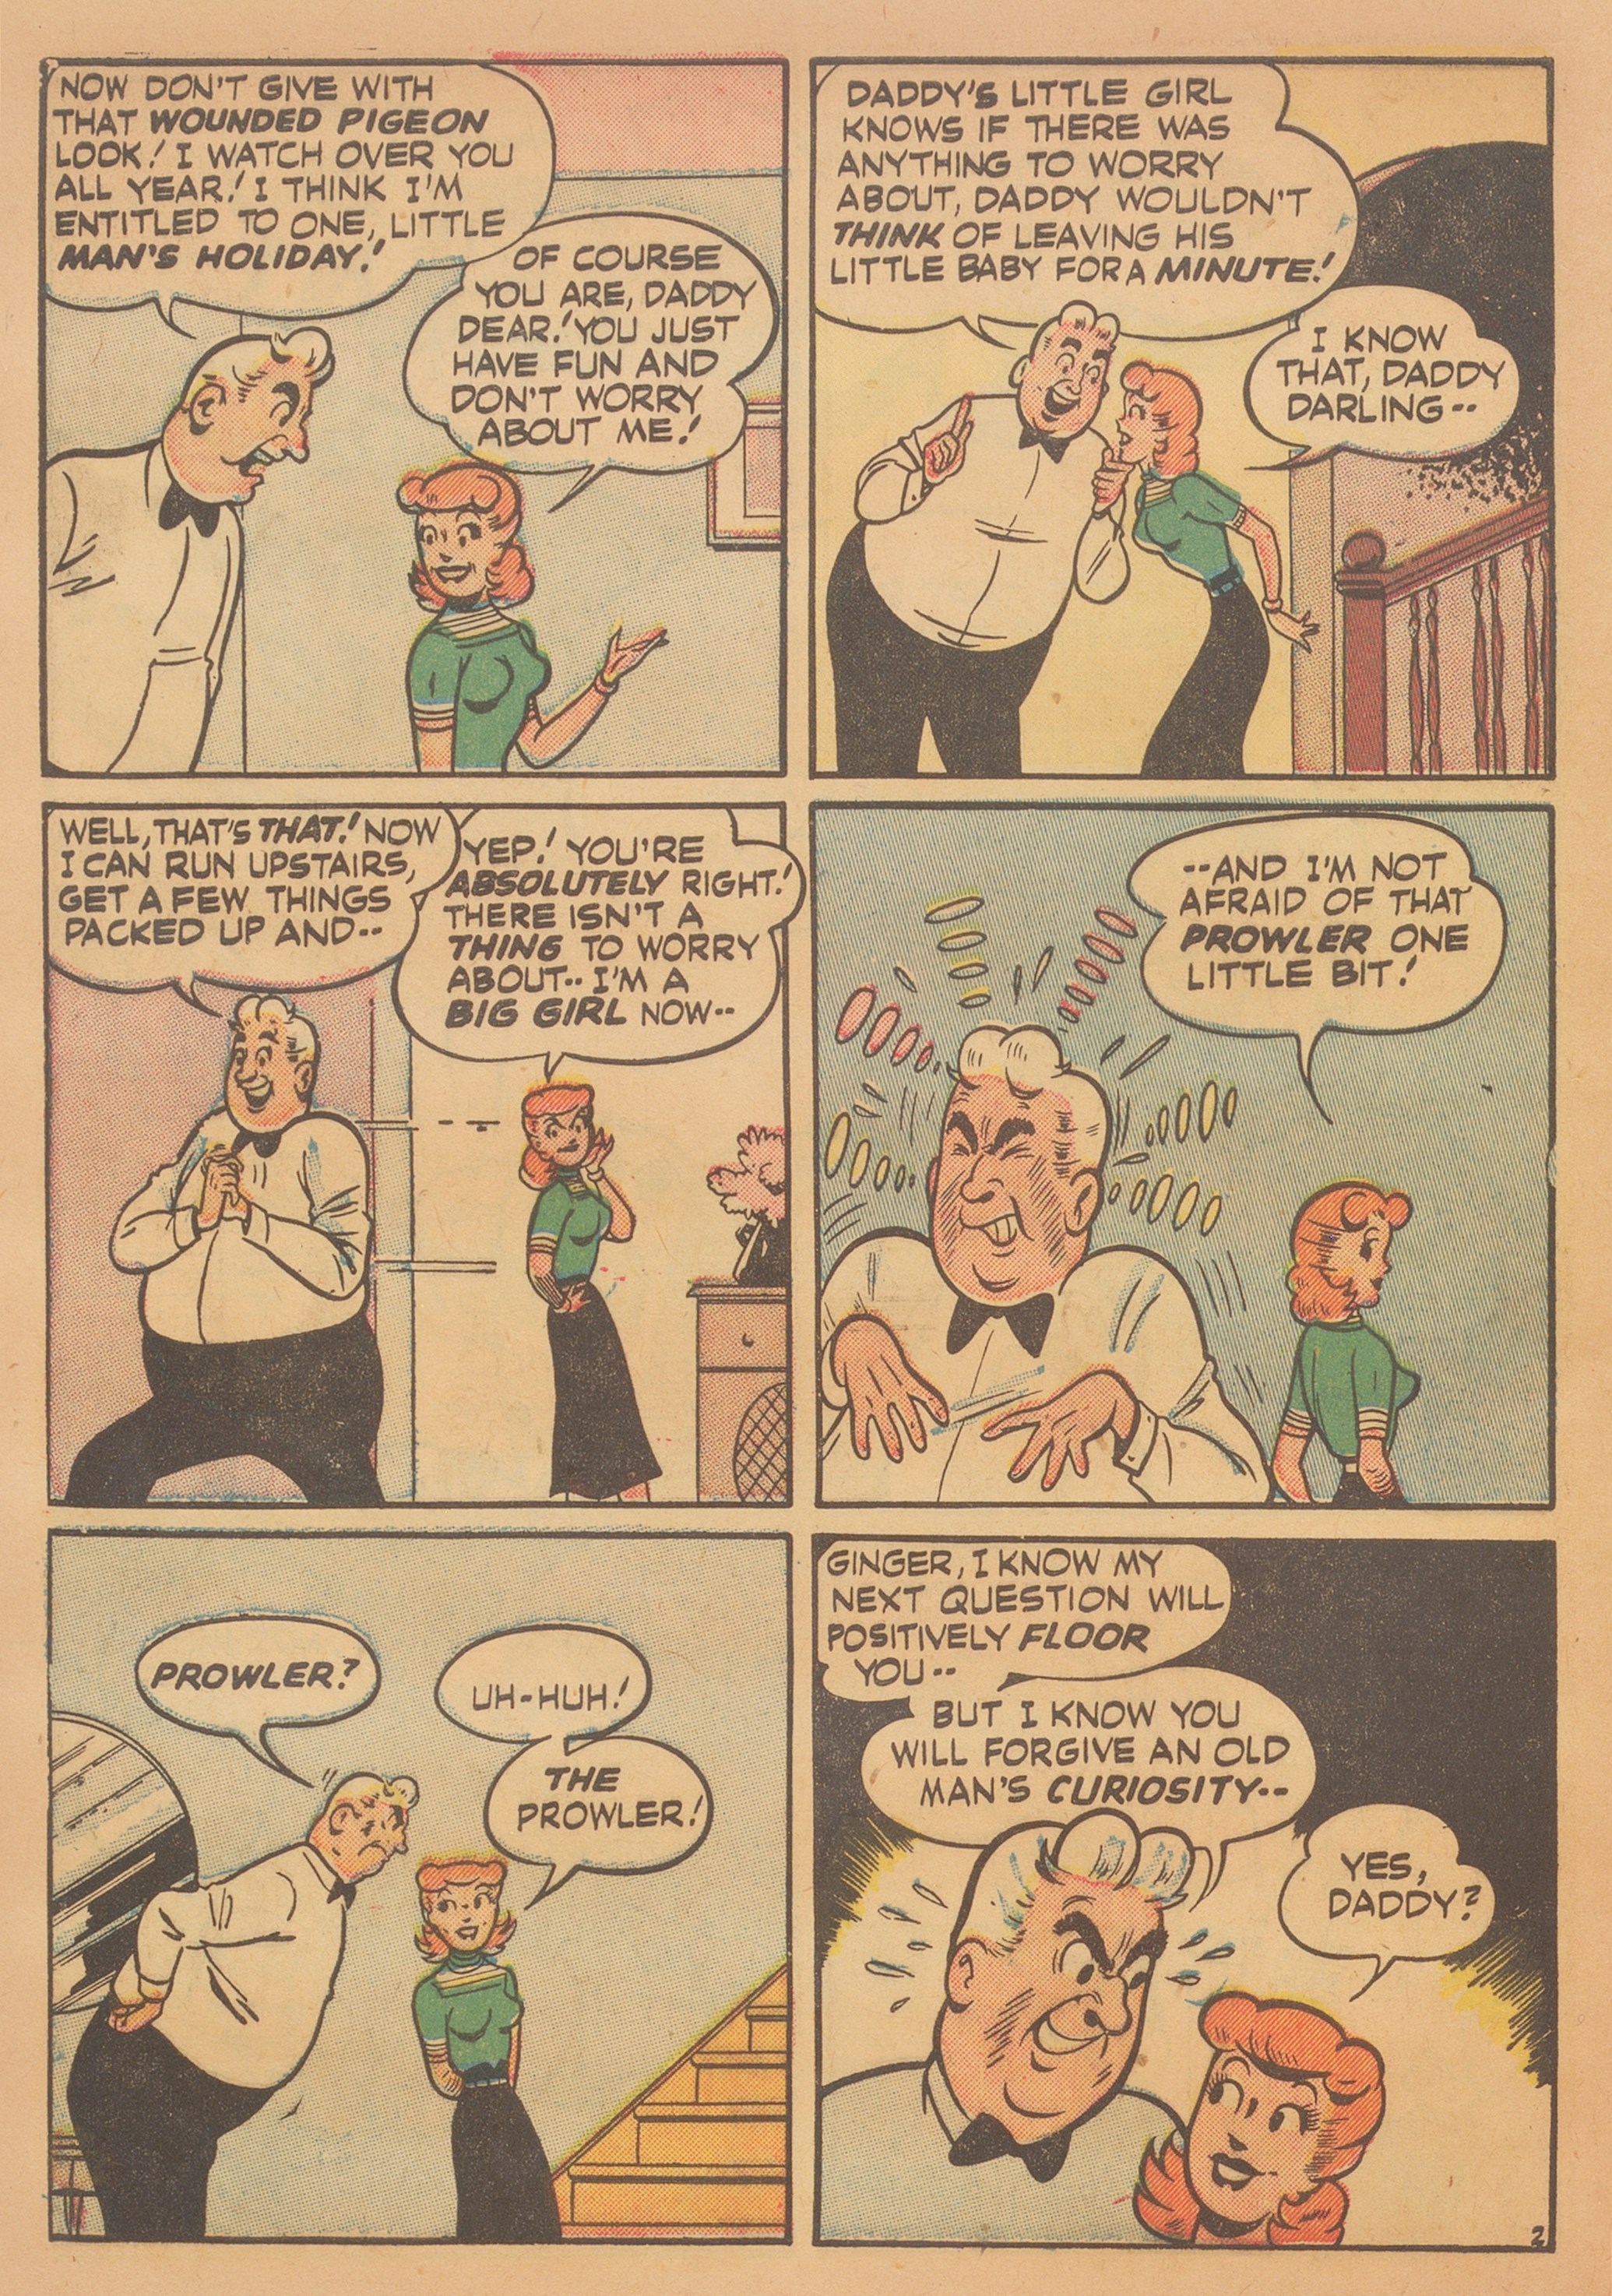 NOW DON'T GIVE WITH
THAT WOUNDED PIGEON
LOOK! I WATCH OVER YOU
ALL YEAR! I THINK I'M
ENTITLED TO ONE, LITTLE
MAN'S HOLIDAY!
OF COURSE
YOU ARE, DADDY
DEAR! YOU JUST
HAVE FUN AND
DON'T WORRY
ABOUT ME!
DADDY'S LITTLE GIRL
KNOWS IF THERE WAS
ANYTHING TO WORRY
ABOUT, DADDY WOULDN'T
THINK OF LEAVING HIS
LITTLE BABY FOR A MINUTE!
I KNOW
THAT, DADDY
DARLING--
WELL, THAT'S THAT! NOW
I CAN RUN UPSTAIRS,
GET A FEW THINGS
PACKED UP AND--
YEP! YOU'RE
ABSOLUTELY RIGHT!
THERE ISN'T A
THING TO WORRY
ABOUT-- I'M A
BIG GIRL NOW--
--AND I'M NOT
AFRAID OF THAT
PROWLER ONE
LITTLE BIT!
PROWLER?
UH-HUH!
THE
PROWLER!
GINGER, I KNOW MY
NEXT QUESTION WILL
POSITIVELY FLOOR
YOU--
BUT I KNOW YOU
WILL FORGIVE AN OLD
MAN'S CURIOSITY--
YES,
DADDY?
2